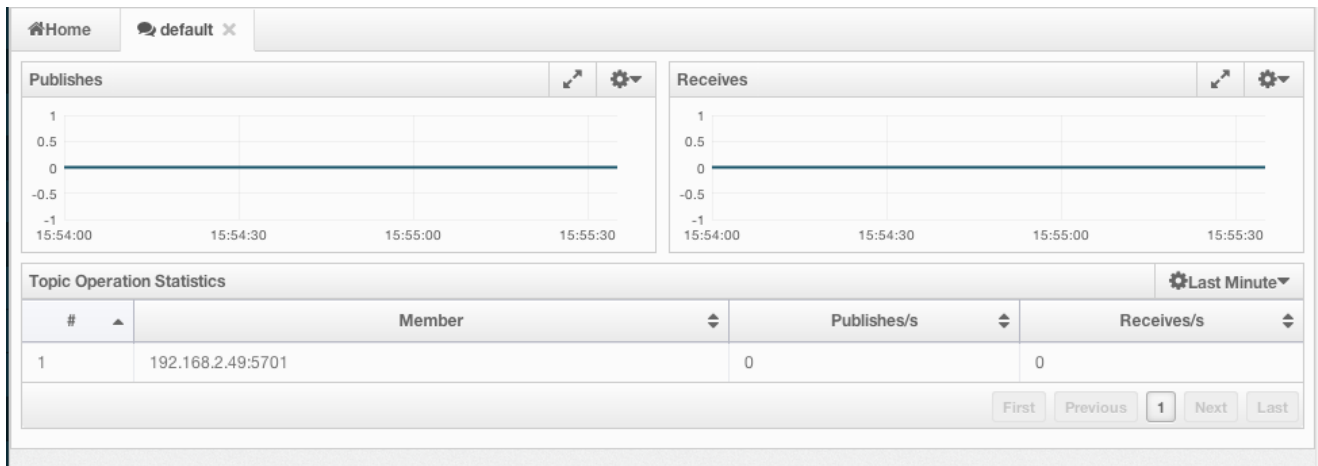 Home default
Publishes
1
0.5
0
-0.5
-1
15:54:00 15:54:30 15:55:00 15:55:30
Receives
1
0.5
0
-0.5
-1
15:54:00 15:54:30 15:55:00 15:55:30
Topic Operation Statistics Last Minute
# Member Publishes/s Receives/s
1 192.168.2.49:5701 0 0
First Previous 1 Next Last